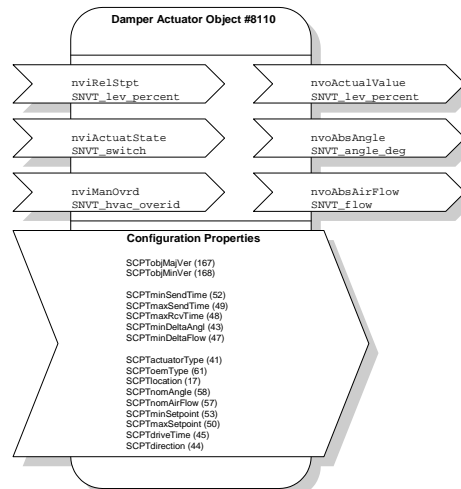 Damper Actuator Object #8110
nviRelStpt
SNVT_lev_percent
nvoActualValue
SNVT_lev_percent
nviActuatState
SNVT_switch
nvoAbsAngle
SNVT_angle_deg
nviManOvrd
SNVT_hvac_overid
nvoAbsAirFlow
SNVT_flow
Configuration Properties
SCPTobjMajVer (167)
SCPTobjMinVer (168)
SCPTminSendTime (52)
SCPTmaxSendTime (49)
SCPTmaxRcvTime (48)
SCPTminDeltaAngl (43)
SCPTminDeltaFlow (47)
SCPTactuatorType (41)
SCPToemType (61)
SCPTlocation (17)
SCPTnomAngle (58)
SCPTnomAirFlow (57)
SCPTminSetpoint (53)
SCPTmaxSetpoint (50)
SCPTdriveTime (45)
SCPTdirection (44)